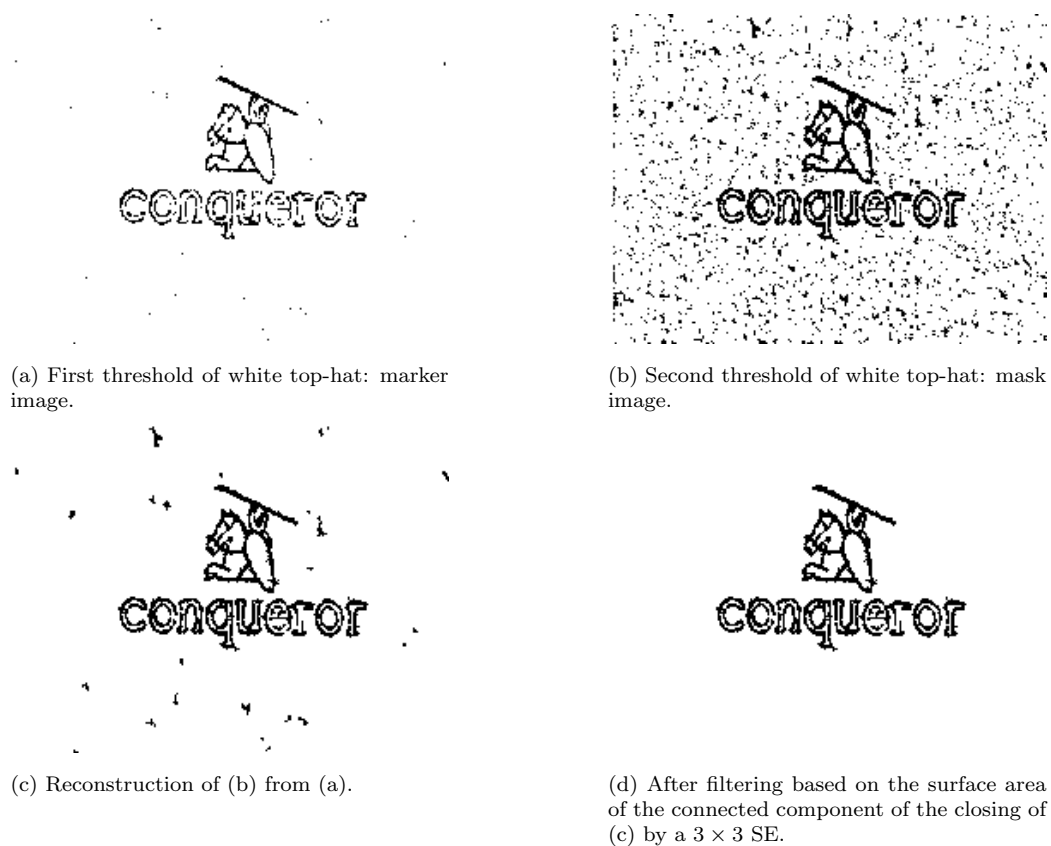 conqueror
conqueror
(a) First threshold of white top-hat: marker
image.
(b) Second threshold of white top-hat: mask
image.
conqueror
conqueror
(c) Reconstruction of (b) from (a).
(d) After filtering based on the surface area
of the connected component of the closing of
(c) by a 3 × 3 SE.